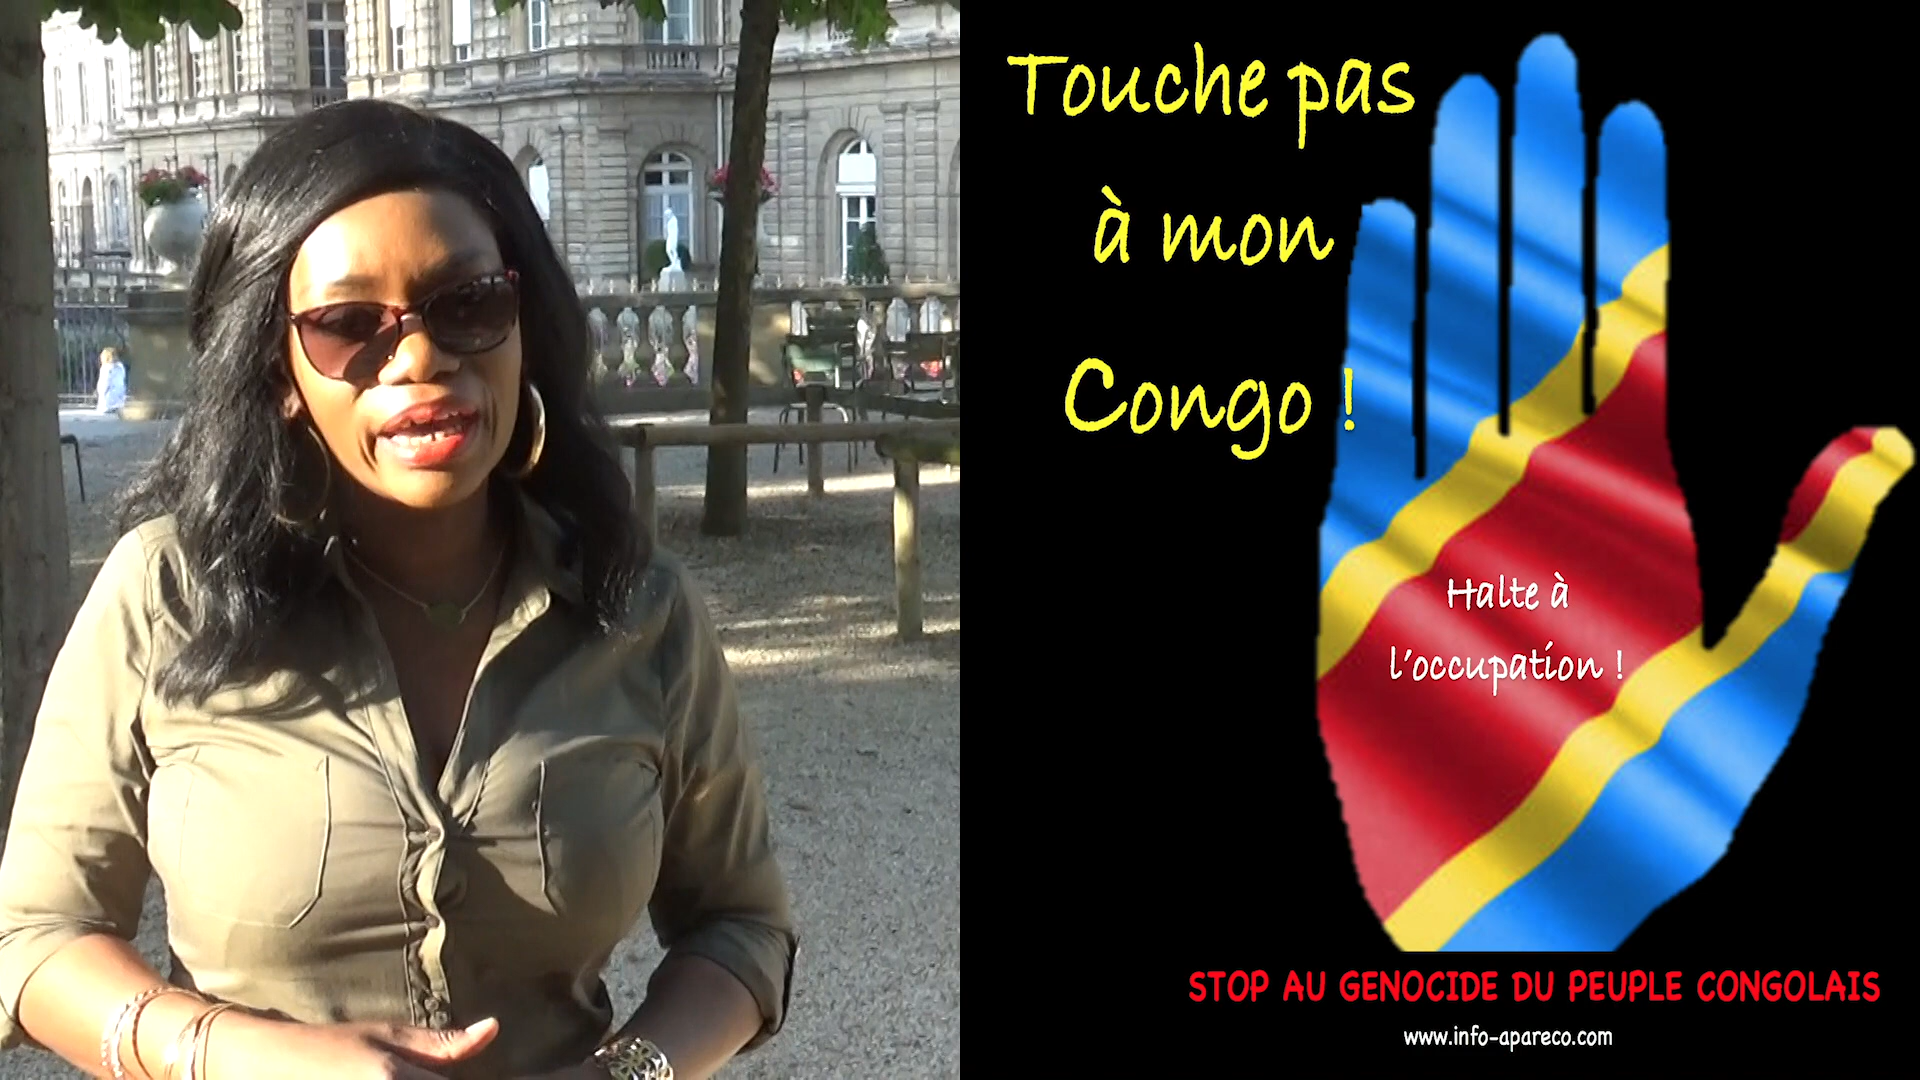 Touche pas
à mon
Congo !
Halte à
l'occupation !
STOP AU GENOCIDE DU PEUPLE CONGOLAIS
www.info-apareco.com